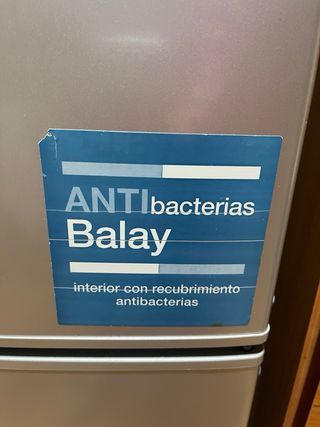 ANTIbacterias
Balay
interior con recubrimiento
antibacterias